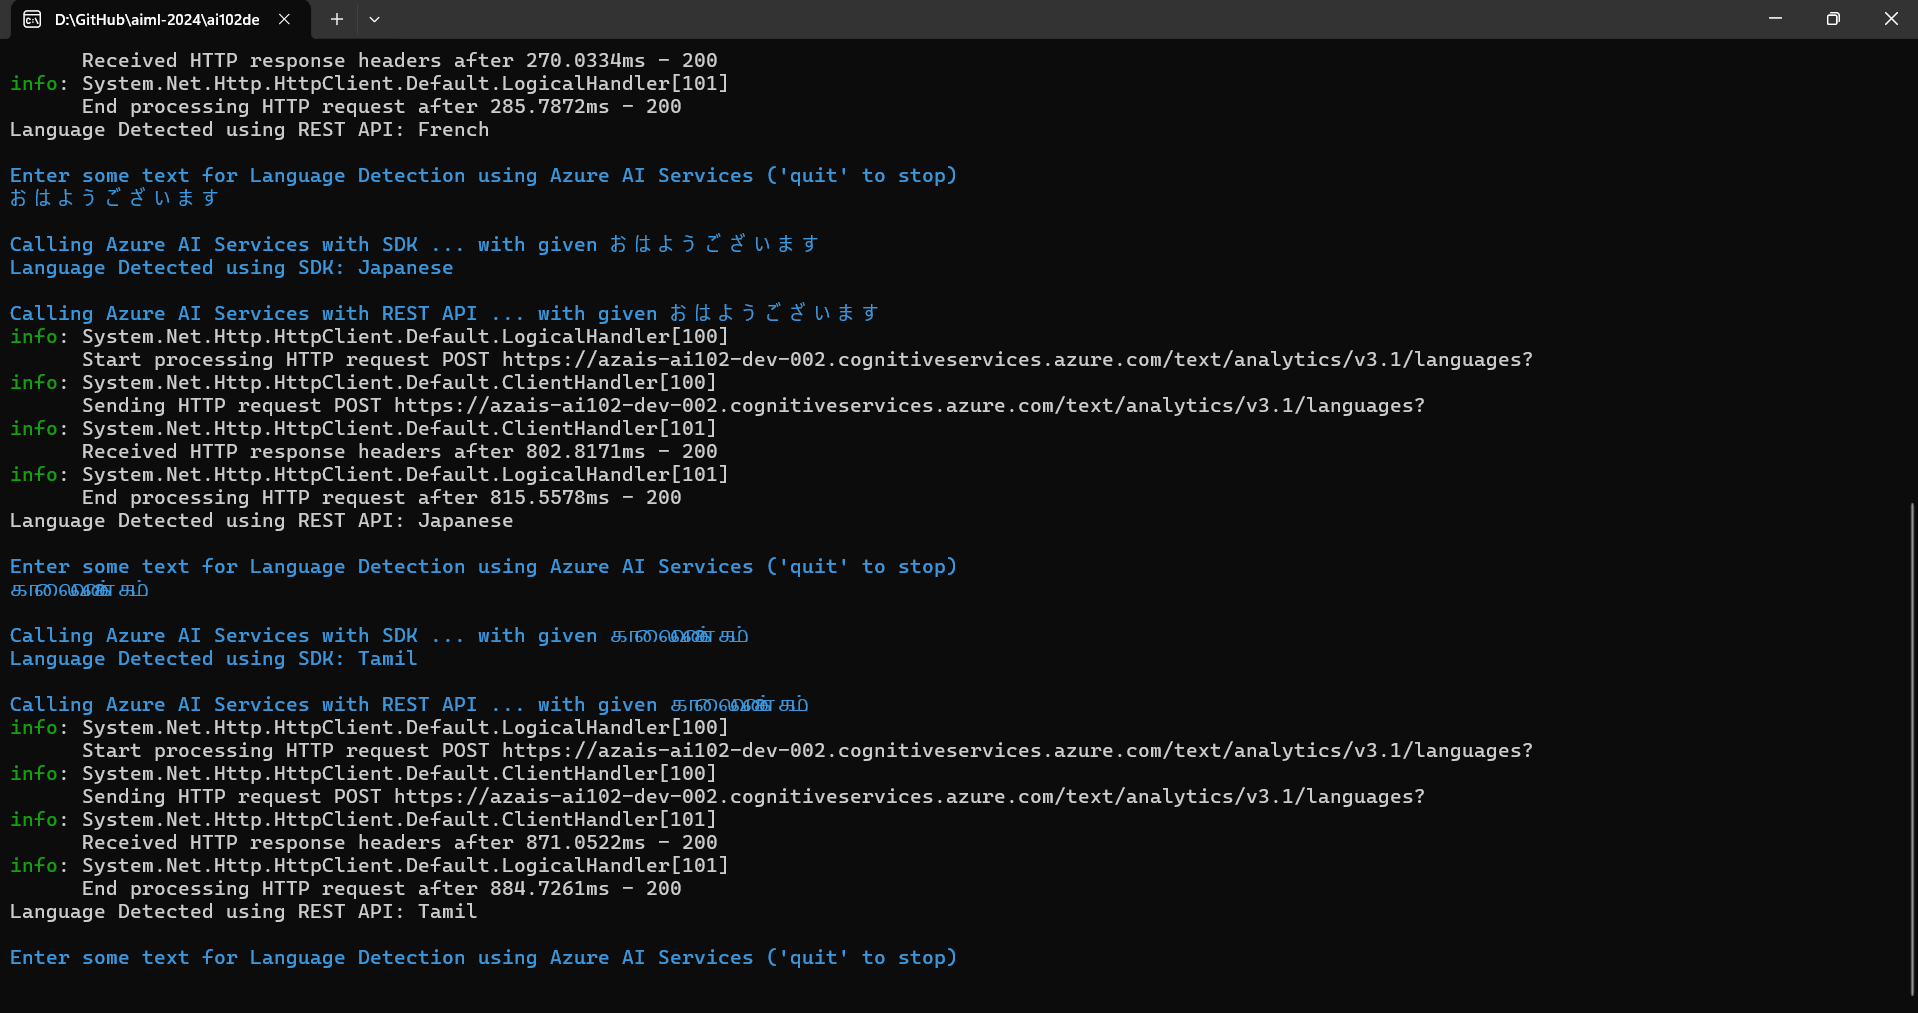 D:\GitHub\aiml-2024\ai102de
Received HTTP response headers after 270.0334ms - 200
info: System.Net.Http.HttpClient.Default.LogicalHandler[101]
End processing HTTP request after 285.7872ms - 200
Language Detected using REST API: French
Enter some text for Language Detection using Azure AI Services ('quit' to stop)
おはようございます
Calling Azure AI Services with SDK ... with given おはようございます
Language Detected using SDK: Japanese
Calling Azure AI Services with REST API ... with given おはようございます
info: System.Net.Http.HttpClient.Default.LogicalHandler[100]
Start processing HTTP request POST https://azais-ai102-dev-002.cognitiveservices.azure.com/text/analytics/v3.1/languages?
info: System.Net.Http.HttpClient.Default.ClientHandler[100]
Sending HTTP request POST https://azais-ai102-dev-002.cognitiveservices.azure.com/text/analytics/v3.1/languages?
info: System.Net.Http.HttpClient.Default.ClientHandler[101]
Received HTTP response headers after 802.8171ms - 200
info: System.Net.Http.HttpClient.Default.LogicalHandler[101]
End processing HTTP request after 815.5578ms - 200
Language Detected using REST API: Japanese
Enter some text for Language Detection using Azure AI Services ('quit' to stop)
Calling Azure AI Services with SDK ... with given
Language Detected using SDK: Tamil
Calling Azure AI Services with REST API ... with given
info: System.Net.Http.HttpClient.Default.LogicalHandler[100]
Start processing HTTP request POST https://azais-ai102-dev-002.cognitiveservices.azure.com/text/analytics/v3.1/languages?
info: System.Net.Http.HttpClient.Default.ClientHandler[100]
Sending HTTP request POST https://azais-ai102-dev-002.cognitiveservices.azure.com/text/analytics/v3.1/languages?
info: System.Net.Http.HttpClient.Default.ClientHandler[101]
Received HTTP response headers after 871.0522ms - 200
info: System.Net.Http.HttpClient.Default.LogicalHandler[101]
End processing HTTP request after 884.7261ms - 200
Language Detected using REST API: Tamil
Enter some text for Language Detection using Azure AI Services ('quit' to stop)